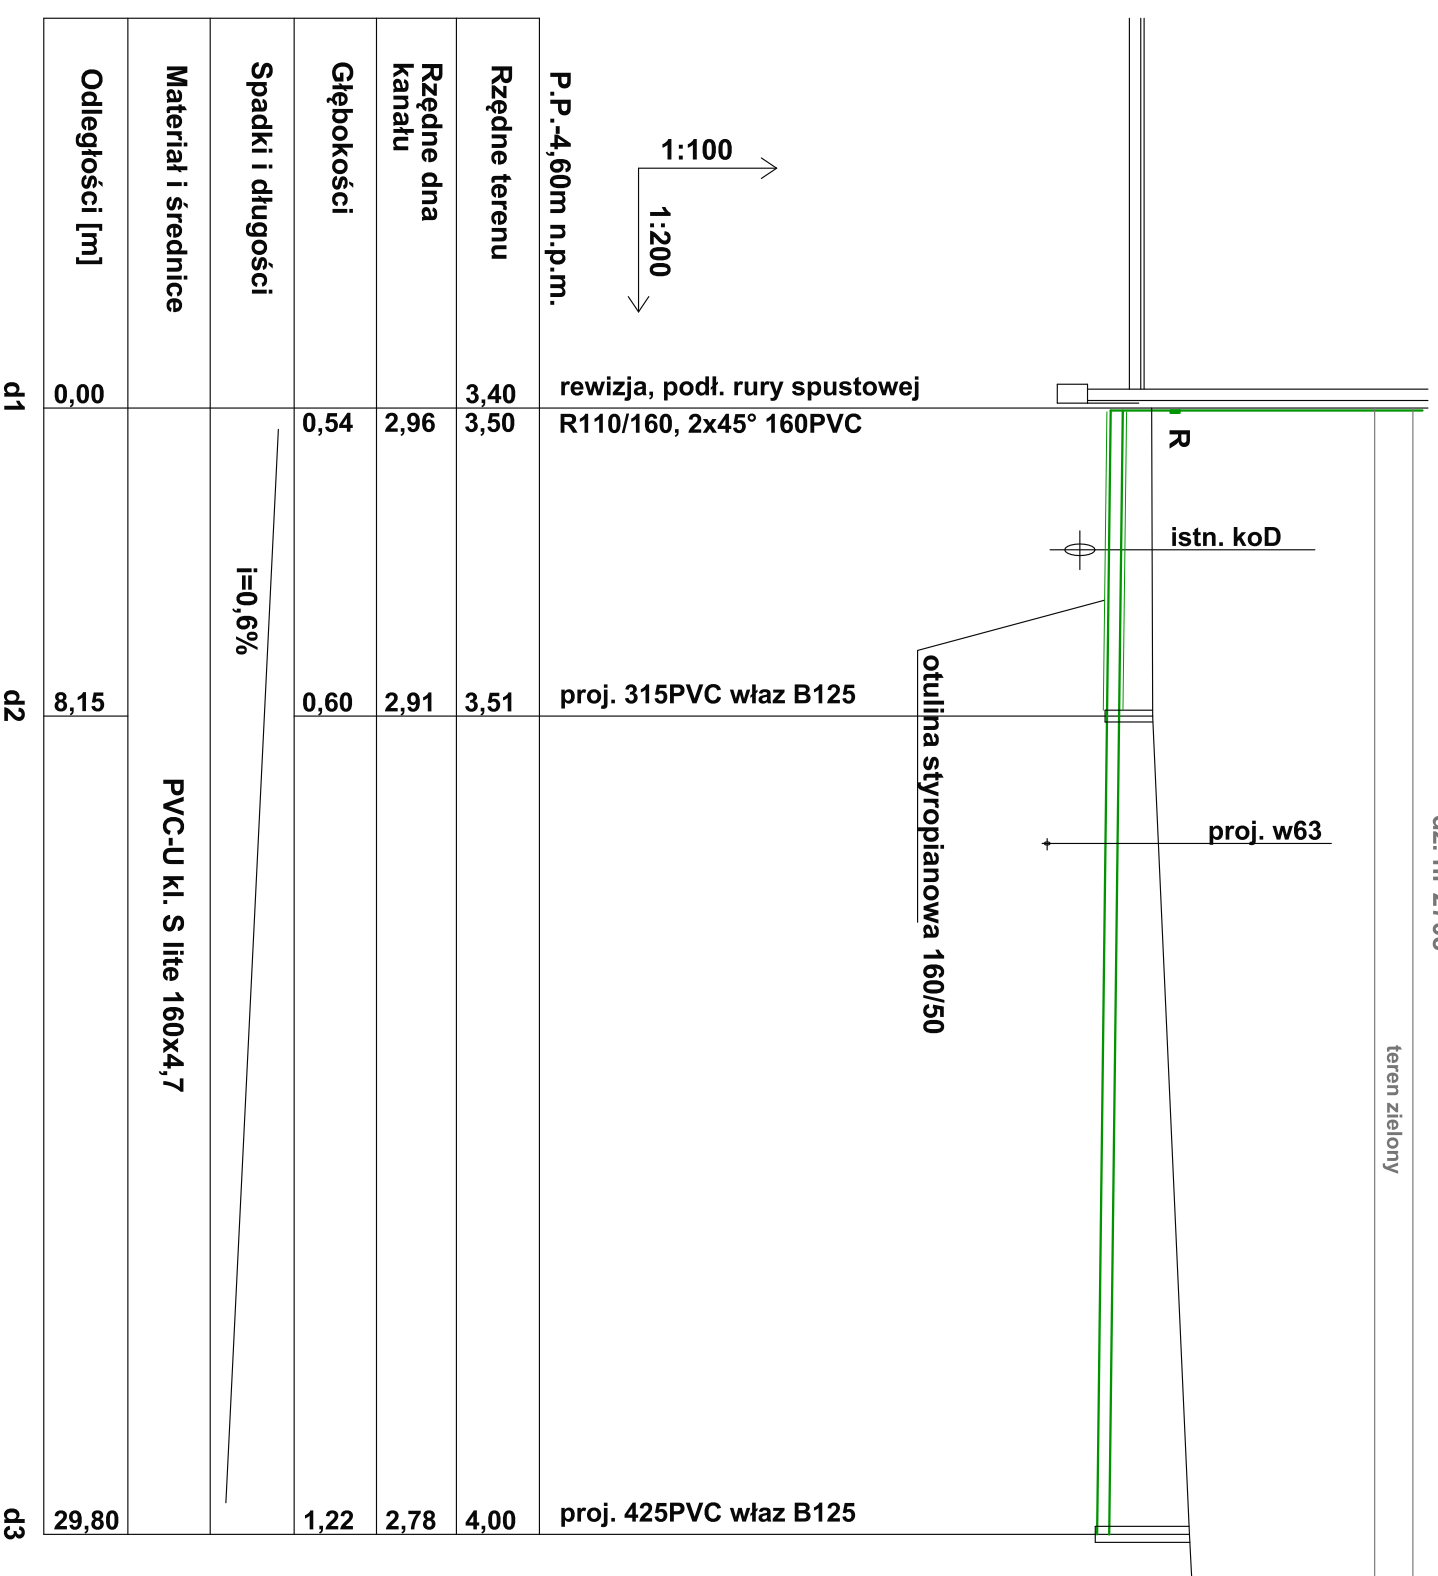 P.P.-4,60m n.p.m.
Rzędne terenu
Rzędne dna
kanału
Głębokości
Spadki i długości
Materiał i średnice
Odległości [m]
1:100
1:200
rewizja, podł. rury spustowej
R110/160, 2x45° 160PVC
3,40
3,50
2,96
0,54
0,00
d1
R
istn. koD
i=0,6%
otulina styropianowa 160/50
proj. 315PVC właz B125
3,51
2,91
0,60
8,15
d2
proj. w63
PVC-U kl. S lite 160x4,7
teren zielony
proj. 425PVC właz B125
4,00
2,78
1,22
29,80
d3